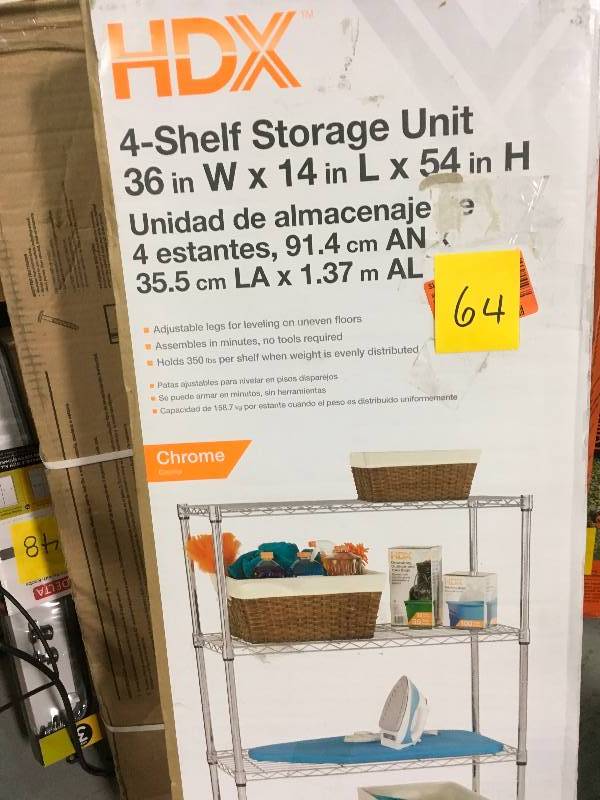 HDX™
4-Shelf Storage Unit
36 in W x 14 in L x 54 in H
Unidad de almacenaje
4 estantes, 91.4 cm AN x
35.5 cm LA x 1.37 m AL
64
Adjustable legs for leveling on uneven floors
Assembles in minutes, no tools required
Holds 350 lbs per shelf when weight is evenly distributed
Patas ajustables para nivelar en pisos disparejos
Se puede armar en minutos, sin herramientas
Capacidad de 158.7 kg por estante cuando el peso es distribuido uniformemente
Chrome
HDX
HDX
48
DELTA
3